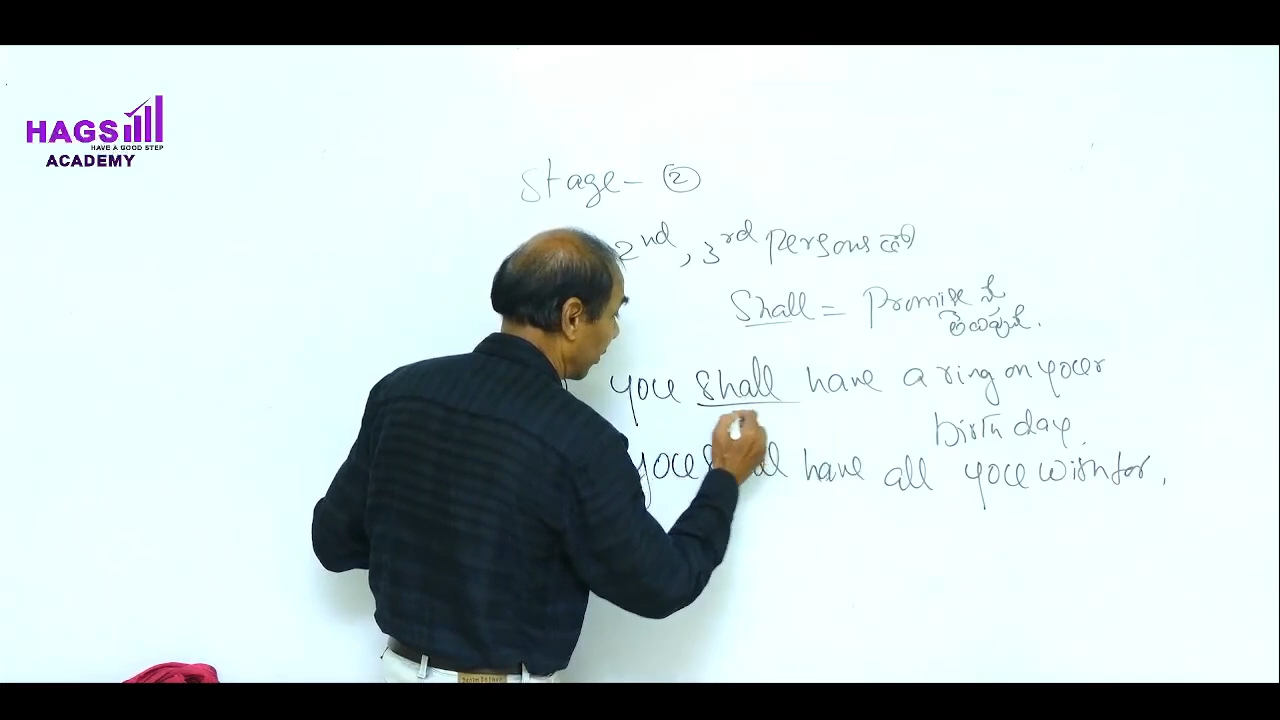 HAGS
HAVE A GOOD STEP
ACADEMY
Stage - ②
2nd, 3rd persons తో
Shall = Promise ని
తెలుపును.
you shall have a ring on your
birth day.
you shall have all you wish for.